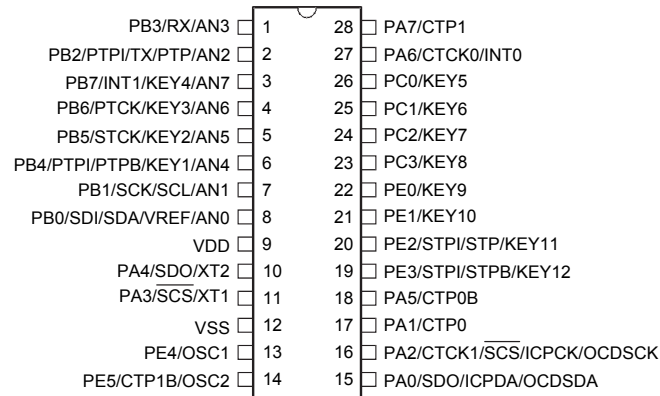 PB3/RX/AN3 1 28 PA7/CTP1
PB2/PTPI/TX/PTP/AN2 2 27 PA6/CTCK0/INT0
PB7/INT1/KEY4/AN7 3 26 PC0/KEY5
PB6/PTCK/KEY3/AN6 4 25 PC1/KEY6
PB5/STCK/KEY2/AN5 5 24 PC2/KEY7
PB4/PTPI/PTPB/KEY1/AN4 6 23 PC3/KEY8
PB1/SCK/SCL/AN1 7 22 PE0/KEY9
PB0/SDI/SDA/VREF/AN0 8 21 PE1/KEY10
VDD 9 20 PE2/STPI/STP/KEY11
PA4/SDO/XT2 10 19 PE3/STPI/STPB/KEY12
PA3/S̅C̅S̅/XT1 11 18 PA5/CTP0B
VSS 12 17 PA1/CTP0
PE4/OSC1 13 16 PA2/CTCK1/S̅C̅S̅/ICPCK/OCDSCK
PE5/CTP1B/OSC2 14 15 PA0/SDO/ICPDA/OCDSDA